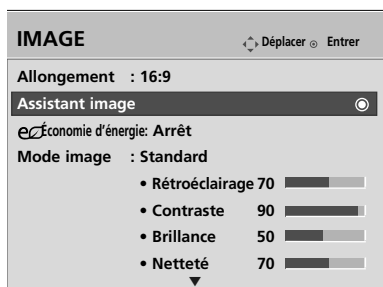 IMAGE Déplacer Entrer
Allongement : 16:9
Assistant image
Économie d'énergie: Arrêt
Mode image : Standard
• Rétroéclairage 70
• Contraste 90
• Brillance 50
• Netteté 70